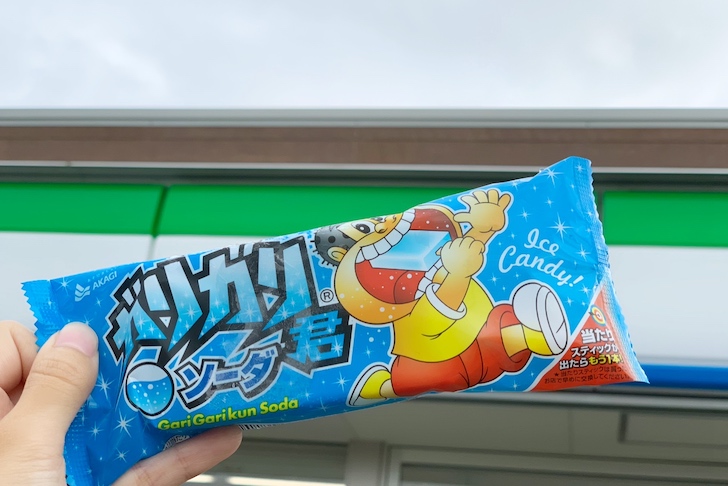 AKAGI
ガリガリ君®
ソーダ
GariGarikun Soda
Ice
Candy!
当たり
スティックが
出たらもう1本